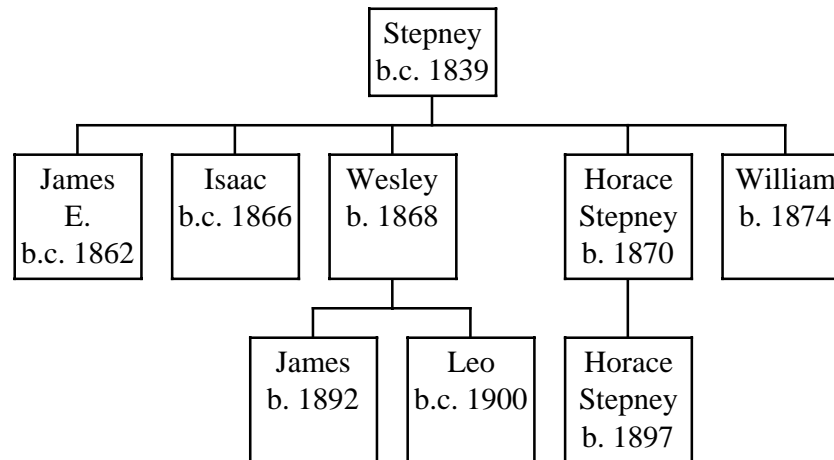 Stepney
b.c. 1839
James
E.
b.c. 1862
Isaac
b.c. 1866
Wesley
b. 1868
Horace
Stepney
b. 1870
William
b. 1874
James
b. 1892
Leo
b.c. 1900
Horace
Stepney
b. 1897